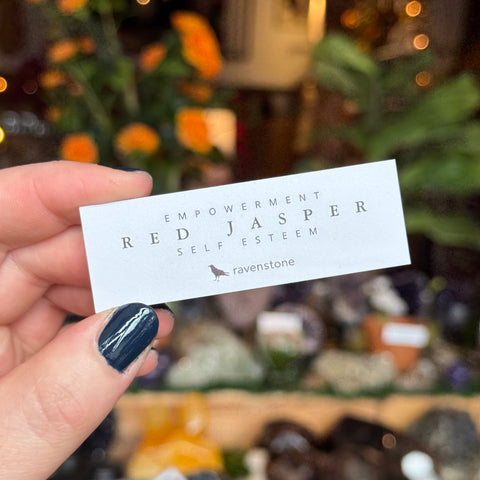 EMPOWERMENT
RED JASPER
SELF ESTEEM
ravenstone